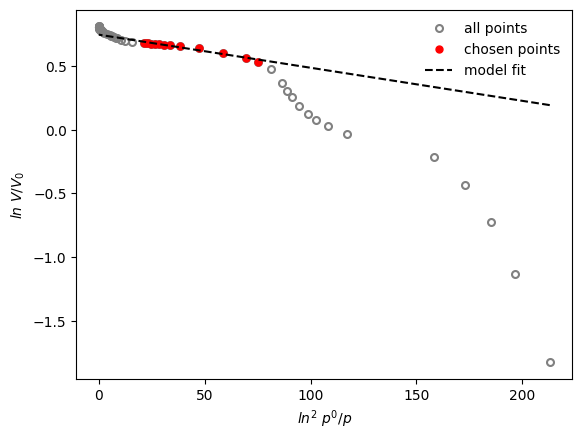 all points
chosen points
model fit
0.5
0.0
−0.5
−1.0
−1.5
ln V/V₀
0
50
100
150
200
ln² p⁰/p